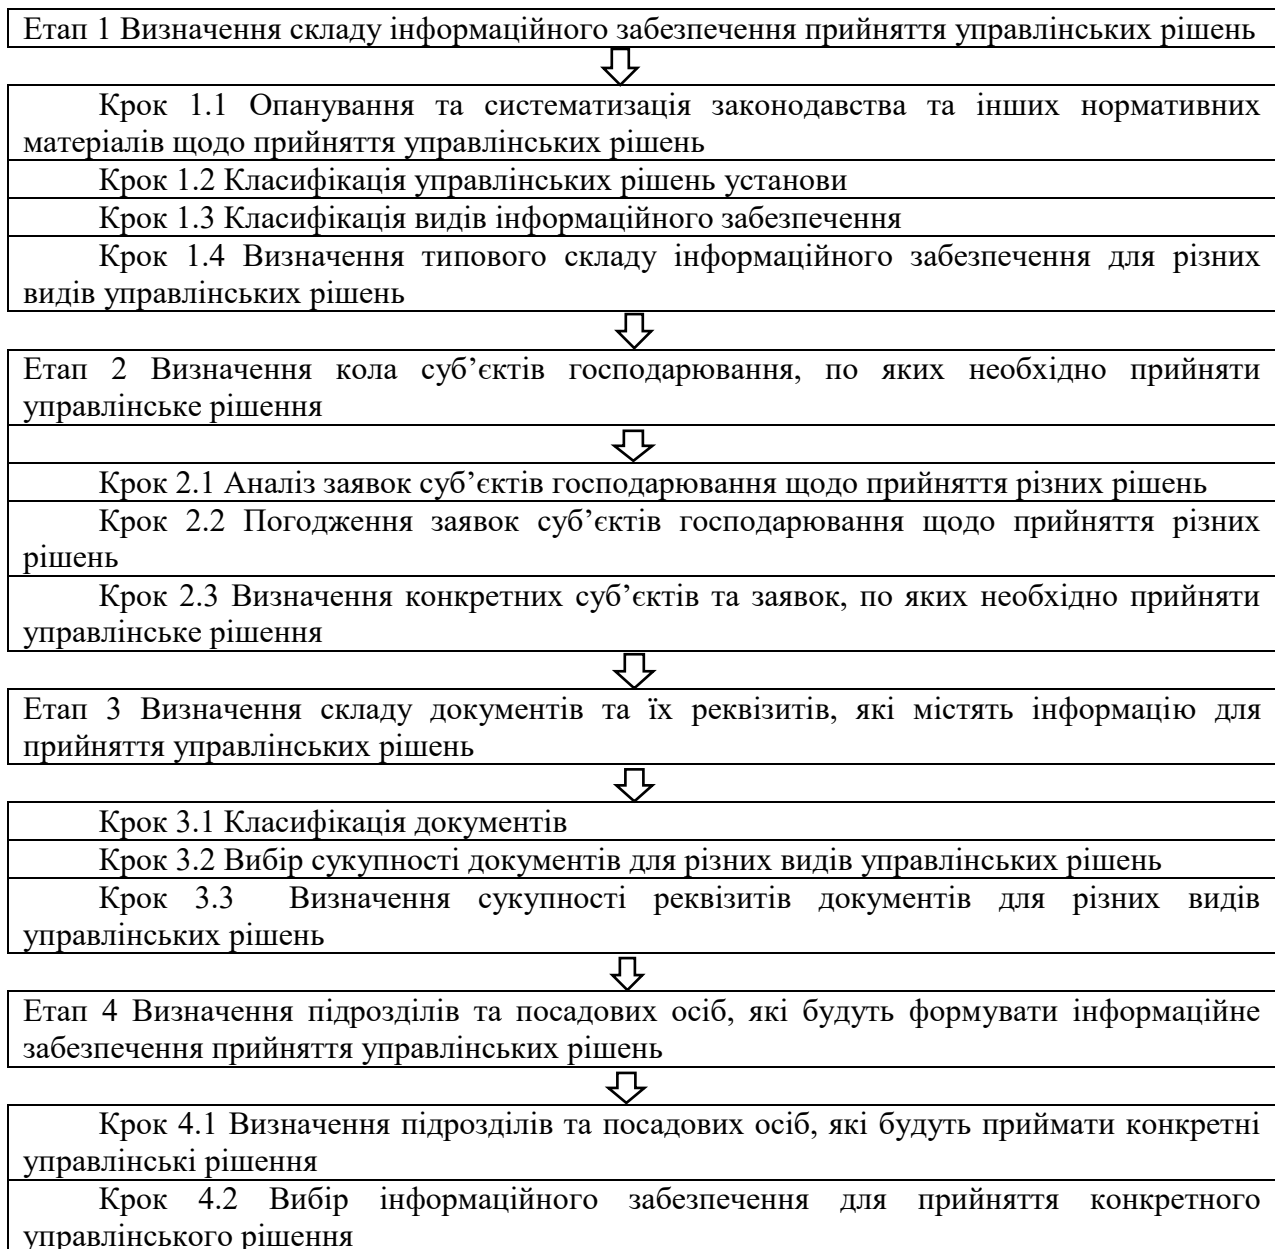 Етап 1 Визначення складу інформаційного забезпечення прийняття управлінських рішень
Крок 1.1 Опанування та систематизація законодавства та інших нормативних
матеріалів щодо прийняття управлінських рішень
Крок 1.2 Класифікація управлінських рішень установи
Крок 1.3 Класифікація видів інформаційного забезпечення
Крок 1.4 Визначення типового складу інформаційного забезпечення для різних
видів управлінських рішень
Етап 2 Визначення кола суб’єктів господарювання, по яких необхідно прийняти
управлінське рішення
Крок 2.1 Аналіз заявок суб’єктів господарювання щодо прийняття різних рішень
Крок 2.2 Погодження заявок суб’єктів господарювання щодо прийняття різних
рішень
Крок 2.3 Визначення конкретних суб’єктів та заявок, по яких необхідно прийняти
управлінське рішення
Етап 3 Визначення складу документів та їх реквізитів, які містять інформацію для
прийняття управлінських рішень
Крок 3.1 Класифікація документів
Крок 3.2 Вибір сукупності документів для різних видів управлінських рішень
Крок 3.3 Визначення сукупності реквізитів документів для різних видів
управлінських рішень
Етап 4 Визначення підрозділів та посадових осіб, які будуть формувати інформаційне
забезпечення прийняття управлінських рішень
Крок 4.1 Визначення підрозділів та посадових осіб, які будуть приймати конкретні
управлінські рішення
Крок 4.2 Вибір інформаційного забезпечення для прийняття конкретного
управлінського рішення